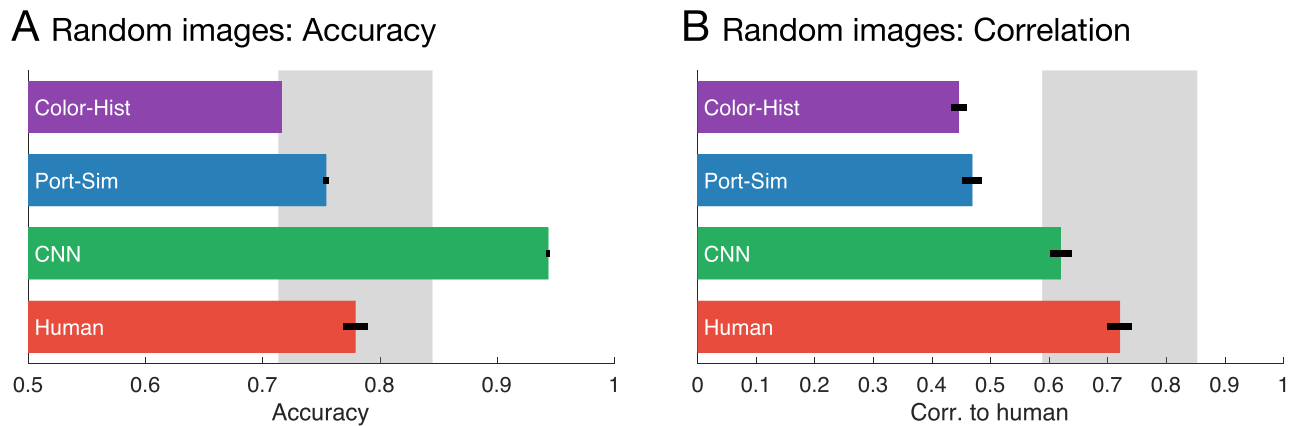 A Random images: Accuracy
Color-Hist
Port-Sim
CNN
Human
0.5 0.6 0.7 0.8 0.9 1
Accuracy
B Random images: Correlation
Color-Hist
Port-Sim
CNN
Human
0 0.1 0.2 0.3 0.4 0.5 0.6 0.7 0.8 0.9 1
Corr. to human